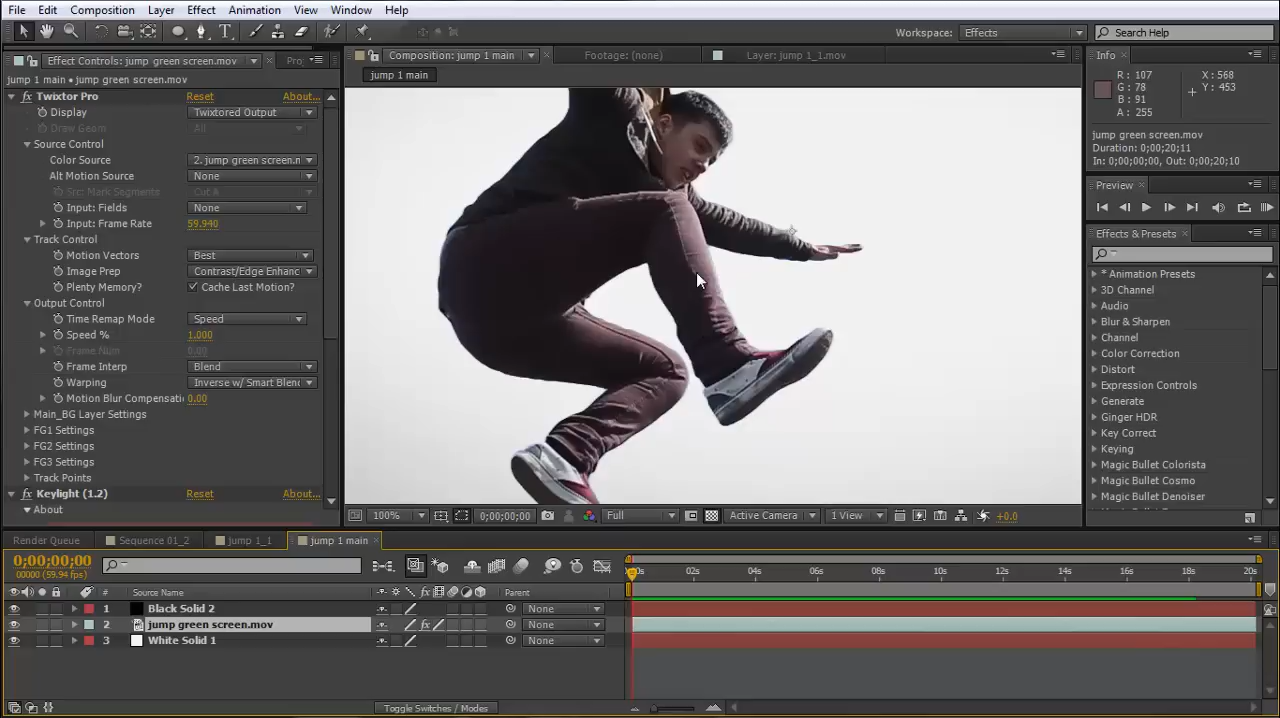 File Edit Composition Layer Effect Animation View Window Help
Workspace: Effects Search Help
Effect Controls: jump green screen.mov Pro
Composition: jump 1 main Footage: (none) Layer: jump 1_1.mov
Info
jump 1 main • jump green screen.mov
jump 1 main
R: 107 X: 568
G: 78 Y: 453
B: 91
A: 255
jump green screen.mov
Duration: 0;00;20;11
In: 0;00;00;00, Out: 0;00;20;10
Preview
Effects & Presets
* Animation Presets
3D Channel
Audio
Blur & Sharpen
Channel
Color Correction
Distort
Expression Controls
Generate
Ginger HDR
Key Correct
Keying
Magic Bullet Colorista
Magic Bullet Cosmo
Magic Bullet Denoiser
fx Twixtor Pro Reset About...
Display Twixtored Output
Draw Geom All
Source Control
Color Source 2. jump green screen.n
Alt Motion Source None
Src: Mark Segments Cut &
Input: Fields None
Input: Frame Rate 59.940
Track Control
Motion Vectors Best
Image Prep Contrast/Edge Enhanc
Plenty Memory? Cache Last Motion?
Output Control
Time Remap Mode Speed
Speed % 1.000
Frame Num 0.00
Frame Interp Blend
Warping Inverse w/ Smart Blend
Motion Blur Compensati 0.00
Main_BG Layer Settings
FG1 Settings
FG2 Settings
FG3 Settings
Track Points
fx Keylight (1.2) Reset About...
About
100% 0;00;00;00 Full Active Camera 1 View +0.0
Render Queue Sequence 01_2 jump 1_1 jump 1 main
0;00;00;00
00000 (59.94 fps)
0s 02s 04s 06s 08s 10s 12s 14s 16s 18s 20s
# Source Name fx Parent
1 Black Solid 2 None
2 jump green screen.mov fx None
3 White Solid 1 None
Toggle Switches / Modes